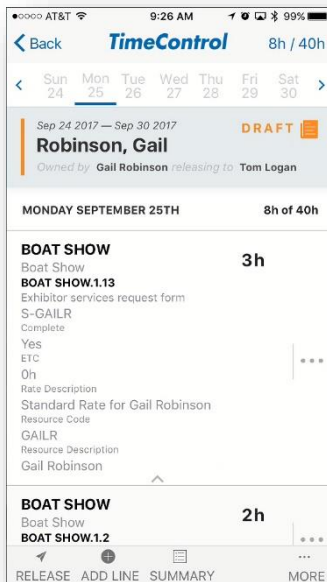 AT&T 9:26 AM 99%
Back TimeControl 8h / 40h
Sun Mon Tue Wed Thu Fri Sat
24 25 26 27 28 29 30
Sep 24 2017 — Sep 30 2017
DRAFT
Robinson, Gail
Owned by Gail Robinson releasing to Tom Logan
MONDAY SEPTEMBER 25TH 8h of 40h
BOAT SHOW
3h
Boat Show
BOAT SHOW.1.13
Exhibitor services request form
S-GAILR
Complete
Yes
ETC
0h
Rate Description
Standard Rate for Gail Robinson
Resource Code
GAILR
Resource Description
Gail Robinson
BOAT SHOW
2h
Boat Show
BOAT SHOW.1.2
RELEASE ADD LINE SUMMARY MORE